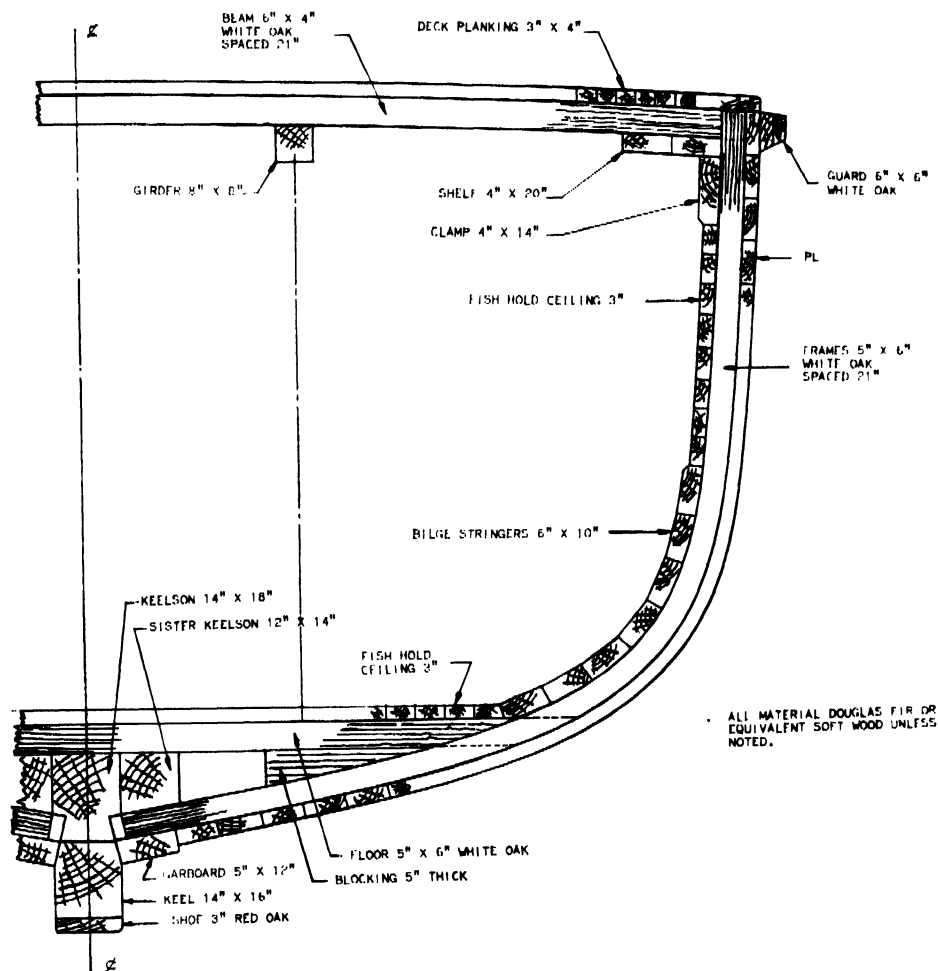 ℄
BEAM 6" X 4"
WHITE OAK
SPACED 21"
DECK PLANKING 3" X 4"
GIRDER 8" X 8"
SHELF 4" X 20"
CLAMP 4" X 14"
GUARD 6" X 6"
WHITE OAK
PL
FISH HOLD CEILING 3"
FRAMES 5" X 6"
WHITE OAK
SPACED 21"
BILGE STRINGERS 6" X 10"
KEELSON 14" X 18"
SISTER KEELSON 12" X 14"
FISH HOLD
CEILING 3"
ALL MATERIAL DOUGLAS FIR OR
EQUIVALENT SOFT WOOD UNLESS
NOTED.
FLOOR 5" X 6" WHITE OAK
GARBOARD 5" X 12"
BLOCKING 5" THICK
KEEL 14" X 16"
SHOE 3" RED OAK
℄